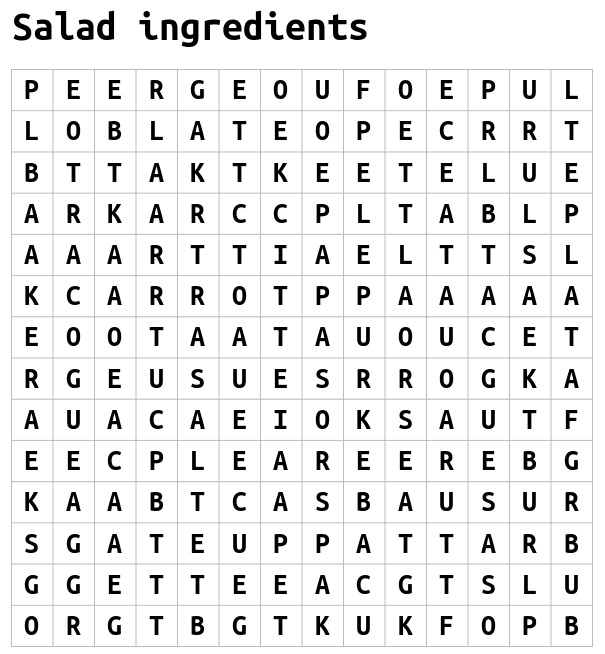 Salad ingredients
P E E R G E O U F O E P U L
L O B L A T E O P E C R R T
B T T A K T K E E T E L U E
A R K A R C C P L T A B L P
A A A R T T I A E L T T S L
K C A R R O T P P A A A A A
E O O T A A T A U O U C E T
R G E U S U E S R R O G K A
A U A C A E I O K S A U T F
E E C P L E A R E E R E B G
K A A B T C A S B A U S U R
S G A T E U P P A T T A R B
G G E T T E E A C G T S L U
O R G T B G T K U K F O P B